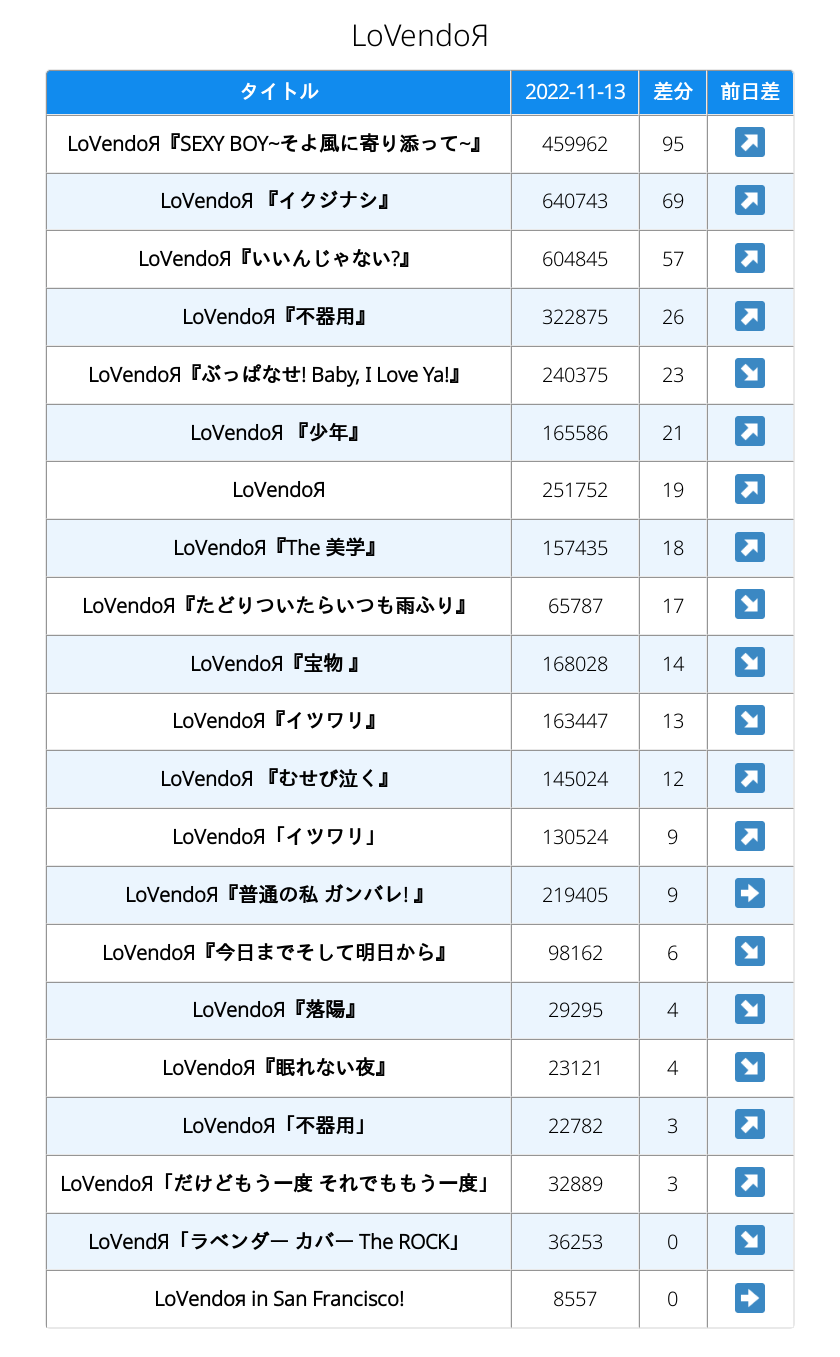 LoVendoЯ
タイトル 2022-11-13 差分 前日差
LoVendoЯ『SEXY BOY~そよ風に寄り添って~』 459962 95 ↗
LoVendoЯ 『イクジナシ』 640743 69 ↗
LoVendoЯ『いいんじゃない?』 604845 57 ↗
LoVendoЯ『不器用』 322875 26 ↗
LoVendoЯ『ぶっぱなせ! Baby, I Love Ya!』 240375 23 ↘
LoVendoЯ 『少年』 165586 21 ↗
LoVendoЯ 251752 19 ↗
LoVendoЯ『The 美学』 157435 18 ↗
LoVendoЯ『たどりついたらいつも雨ふり』 65787 17 ↘
LoVendoЯ『宝物 』 168028 14 ↘
LoVendoЯ『イツワリ』 163447 13 ↘
LoVendoЯ 『むせび泣く』 145024 12 ↗
LoVendoЯ「イツワリ」 130524 9 ↗
LoVendoЯ『普通の私 ガンバレ! 』 219405 9 ➡
LoVendoЯ『今日までそして明日から』 98162 6 ↘
LoVendoЯ『落陽』 29295 4 ↘
LoVendoЯ『眠れない夜』 23121 4 ↘
LoVendoЯ「不器用」 22782 3 ↗
LoVendoЯ「だけどもう一度 それでももう一度」 32889 3 ↗
LoVendЯ「ラベンダー カバー The ROCK」 36253 0 ↘
LoVendoя in San Francisco! 8557 0 ➡